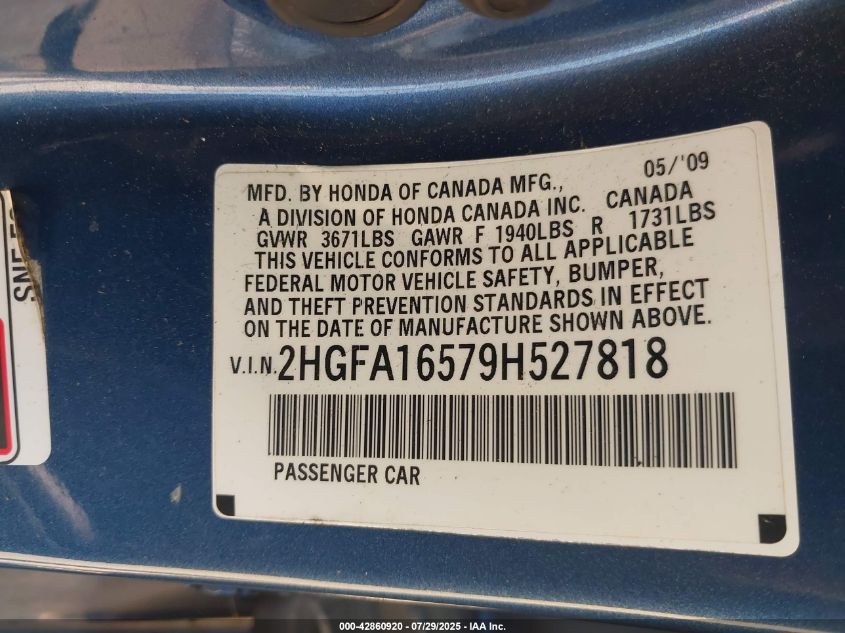 05/'09
MFD. BY HONDA OF CANADA MFG.,
A DIVISION OF HONDA CANADA INC. CANADA
GVWR 3671LBS GAWR F 1940LBS R 1731LBS
THIS VEHICLE CONFORMS TO ALL APPLICABLE
FEDERAL MOTOR VEHICLE SAFETY, BUMPER,
AND THEFT PREVENTION STANDARDS IN EFFECT
ON THE DATE OF MANUFACTURE SHOWN ABOVE.
V.I.N. 2HGFA16579H527818
PASSENGER CAR
000-42860920 / 07/29/2025 - IAA Inc.